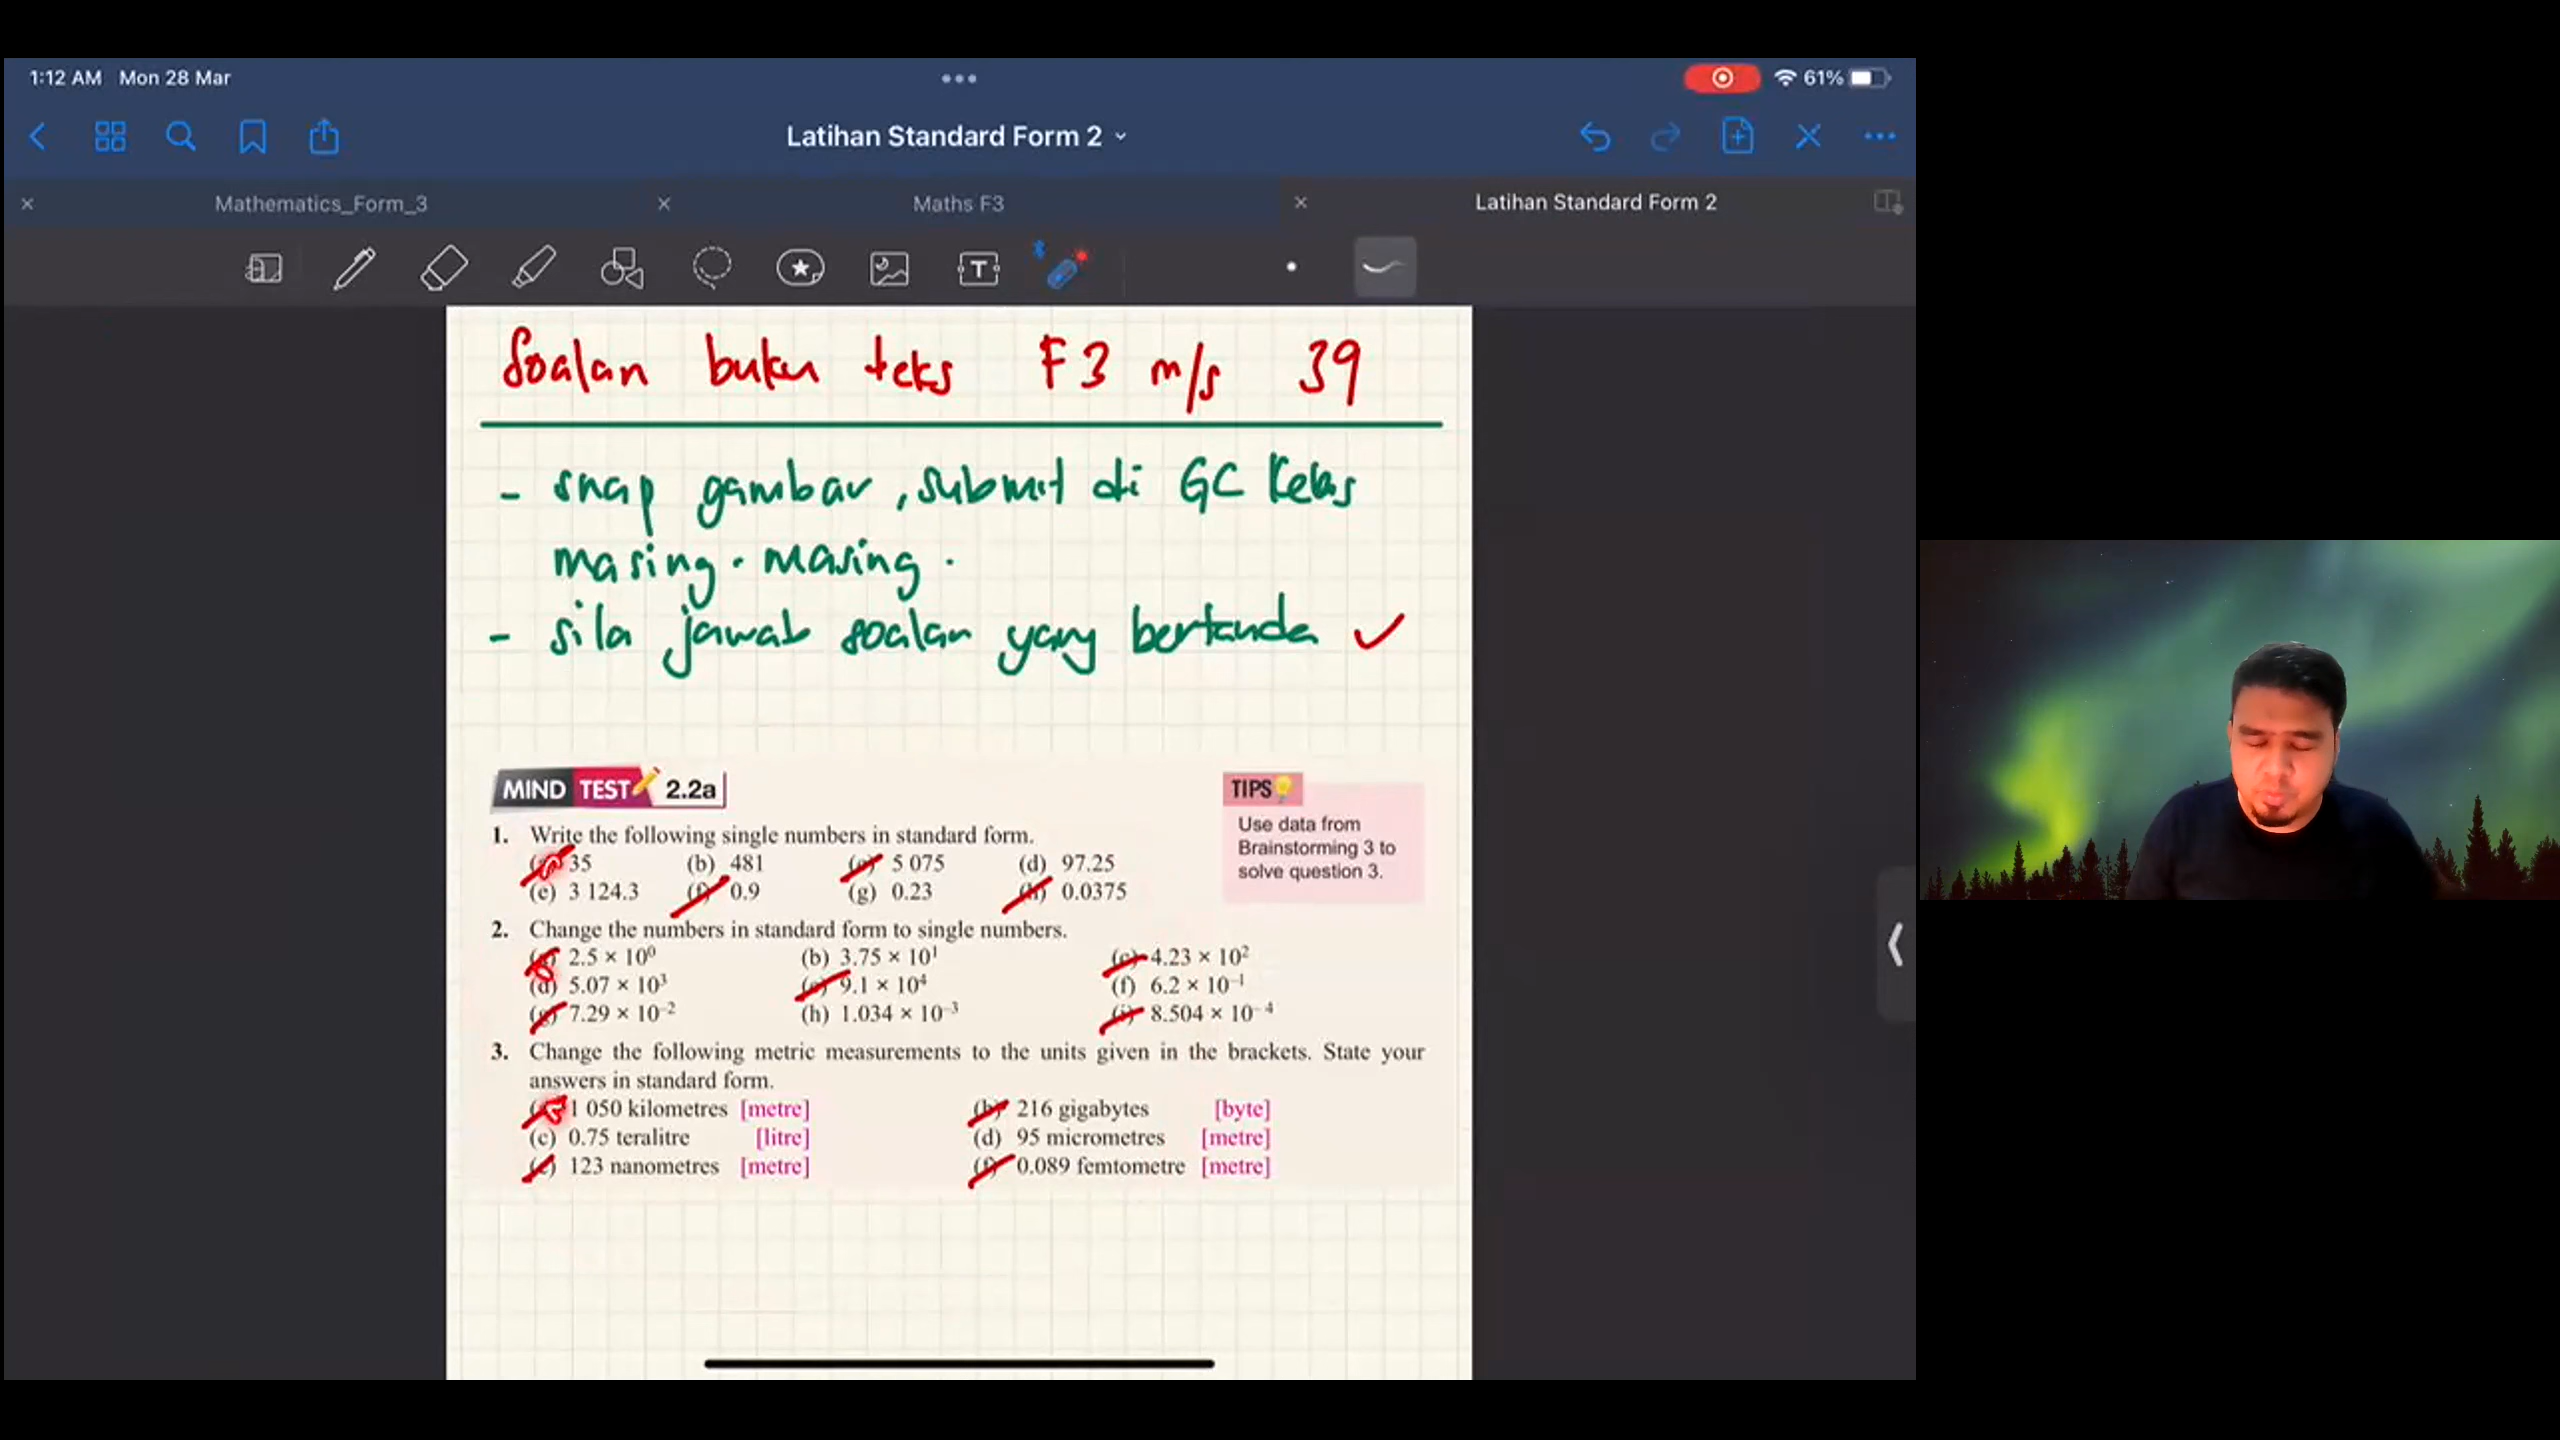 1:12 AM Mon 28 Mar
61%
Latihan Standard Form 2
Mathematics_Form_3
Maths F3
Latihan Standard Form 2
Soalan buku teks F3 m/s 39
- snap gambar, submit di GC Kelas
masing-masing.
- sila jawab soalan yang bertanda ✓
MIND TEST 2.2a
TIPS
Use data from
Brainstorming 3 to
solve question 3.
1. Write the following single numbers in standard form.
35 (b) 481 (c) 5 075 (d) 97.25
(e) 3 124.3 (f) 0.9 (g) 0.23 (h) 0.0375
2. Change the numbers in standard form to single numbers.
(a) 2.5 × 10⁰ (b) 3.75 × 10¹ (c) 4.23 × 10²
(d) 5.07 × 10³ (e) 9.1 × 10⁴ (f) 6.2 × 10⁻¹
(g) 7.29 × 10⁻² (h) 1.034 × 10⁻³ (i) 8.504 × 10⁻⁴
3. Change the following metric measurements to the units given in the brackets. State your
answers in standard form.
1 050 kilometres [metre] (b) 216 gigabytes [byte]
(c) 0.75 teralitre [litre] (d) 95 micrometres [metre]
(e) 123 nanometres [metre] (f) 0.089 femtometre [metre]